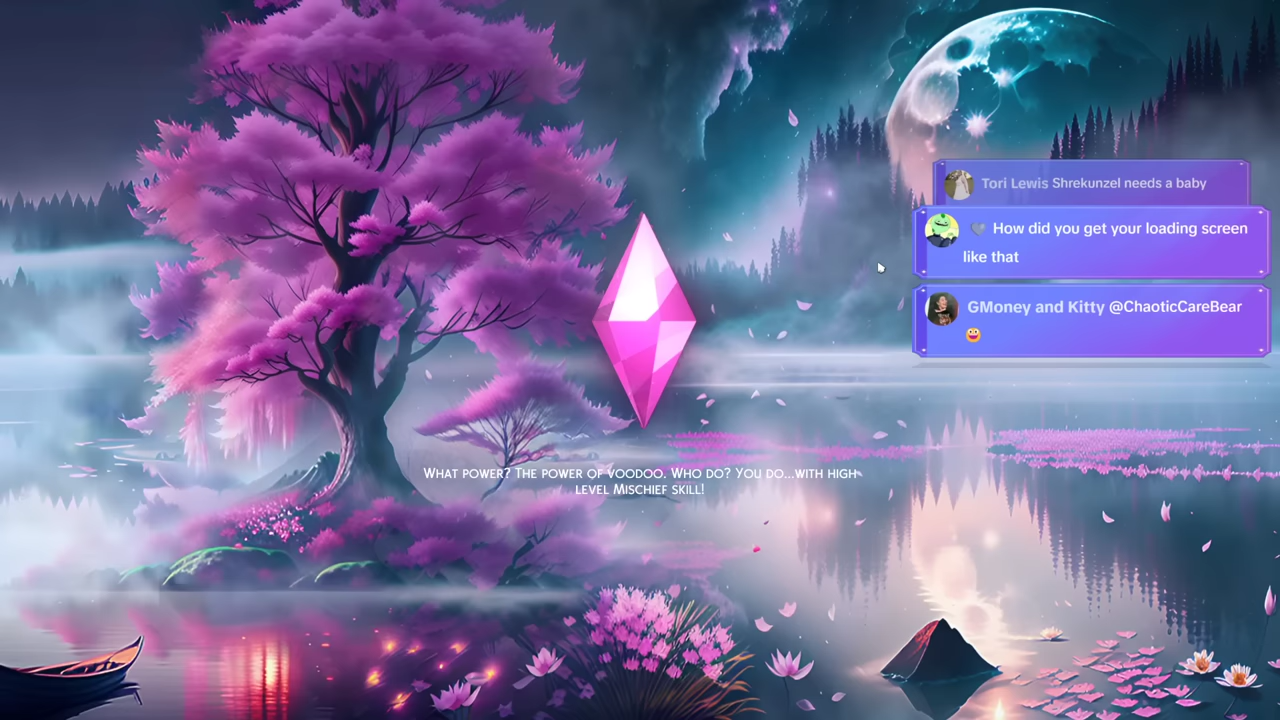 Tori Lewis Shrekunzel needs a baby
🩶 How did you get your loading screen
like that
GMoney and Kitty @ChaoticCareBear
😀
What power? The power of voodoo. Who do? You do...with high
level Mischief skill!